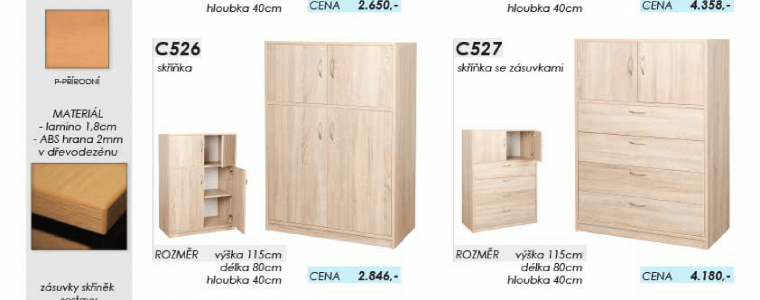 hloubka 40cm CENA 2.650,-
hloubka 40cm CENA 4.358,-
P-PŘÍRODNÍ
MATERIÁL
- lamino 1,8cm
- ABS hrana 2mm
v dřevodezénu
zásuvky skříněk
sestavy
C526
skříňka
ROZMĚR výška 115cm
délka 80cm
hloubka 40cm CENA 2.846,-
C527
skříňka se zásuvkami
ROZMĚR výška 115cm
délka 80cm
hloubka 40cm CENA 4.180,-